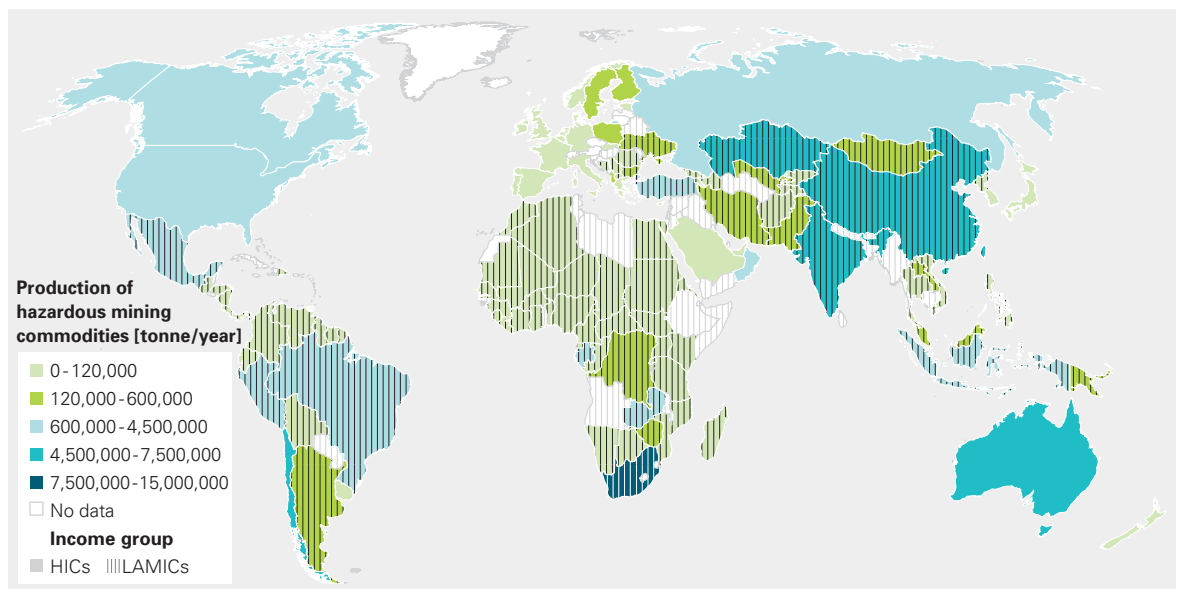 Production of
hazardous mining
commodities [tonne/year]
0-120,000
120,000-600,000
600,000-4,500,000
4,500,000-7,500,000
7,500,000-15,000,000
No data
Income group
HICs LAMICs